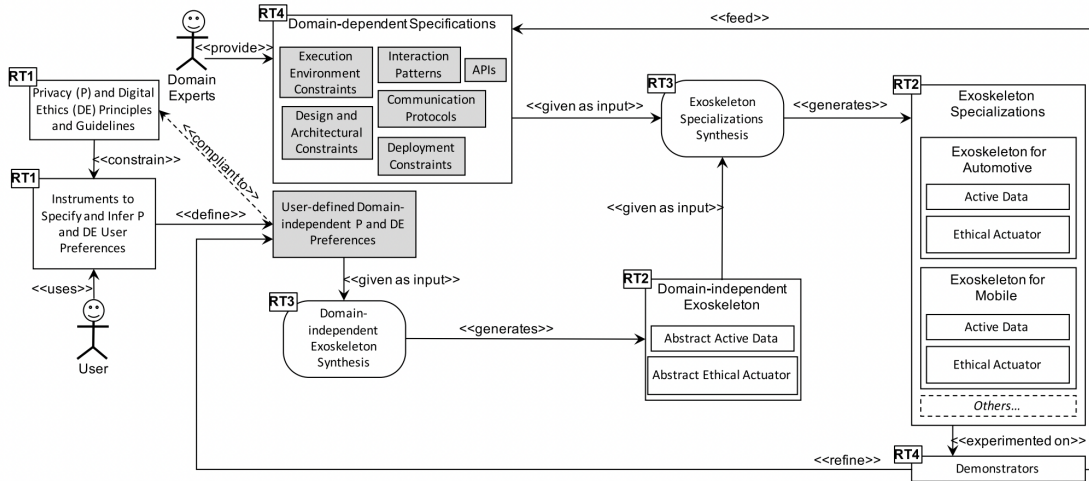 <<feed>>
RT4
Domain-dependent Specifications
<<provide>>
Domain
Experts
Execution
Environment
Constraints
Interaction
Patterns
APIs
Communication
Protocols
Design and
Architectural
Constraints
Deployment
Constraints
RT1
Privacy (P) and Digital
Ethics (DE) Principles
and Guidelines
<<compliant to>>
<<constrain>>
RT1
Instruments to
Specify and Infer P
and DE User
Preferences
<<define>>
<<uses>>
User
User-defined Domain-
independent P and DE
Preferences
<<given as input>>
RT3
Domain-
independent
Exoskeleton
Synthesis
<<generates>>
RT2
Domain-independent
Exoskeleton
Abstract Active Data
Abstract Ethical Actuator
<<given as input>>
<<given as input>>
RT3
Exoskeleton
Specializations
Synthesis
<<generates>>
RT2
Exoskeleton
Specializations
Exoskeleton for
Automotive
Active Data
Ethical Actuator
Exoskeleton for
Mobile
Active Data
Ethical Actuator
Others...
<<experimented on>>
RT4
Demonstrators
<<refine>>